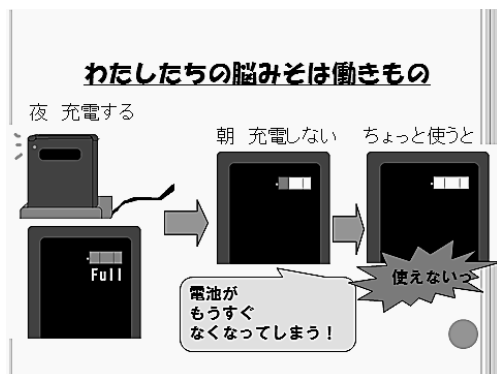 わたしたちの脳みそは働きもの
夜 充電する
朝 充電しない
ちょっと使うと
Full
電池が
もうすぐ
なくなってしまう！
使えないっ